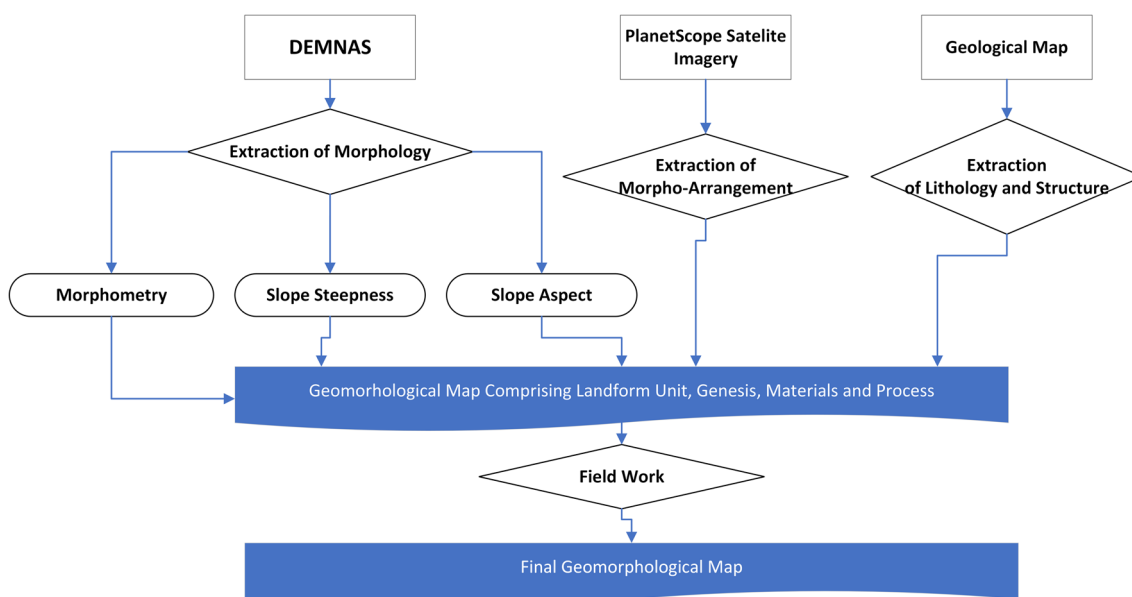 DEMNAS
PlanetScope Satelite
Imagery
Geological Map
Extraction of Morphology
Extraction of
Morpho-Arrangement
Extraction
of Lithology and Structure
Morphometry
Slope Steepness
Slope Aspect
Geomorhological Map Comprising Landform Unit, Genesis, Materials and Process
Field Work
Final Geomorphological Map